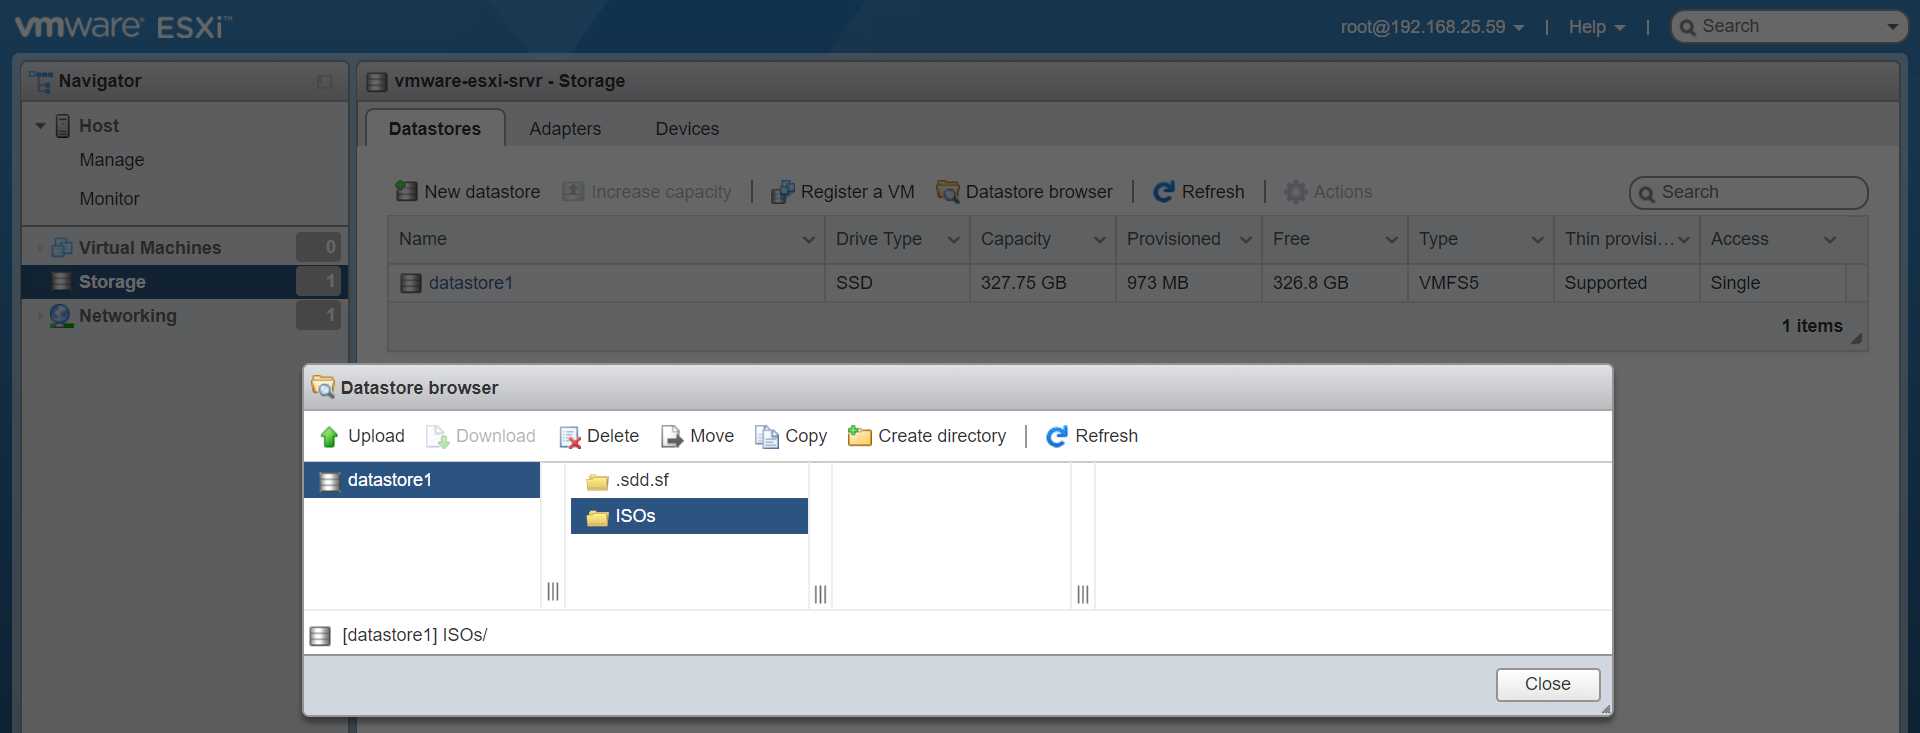 vmware® ESXi™
root@192.168.25.59 | Help | Search
Navigator
Host
Manage
Monitor
Virtual Machines 0
Storage 1
Networking 1
vmware-esxi-srvr - Storage
Datastores Adapters Devices
New datastore Increase capacity | Register a VM Datastore browser | Refresh | Actions Search
Name Drive Type Capacity Provisioned Free Type Thin provisi... Access
datastore1 SSD 327.75 GB 973 MB 326.8 GB VMFS5 Supported Single
1 items
Datastore browser
Upload Download Delete Move Copy Create directory | Refresh
datastore1 .sdd.sf
ISOs
[datastore1] ISOs/
Close